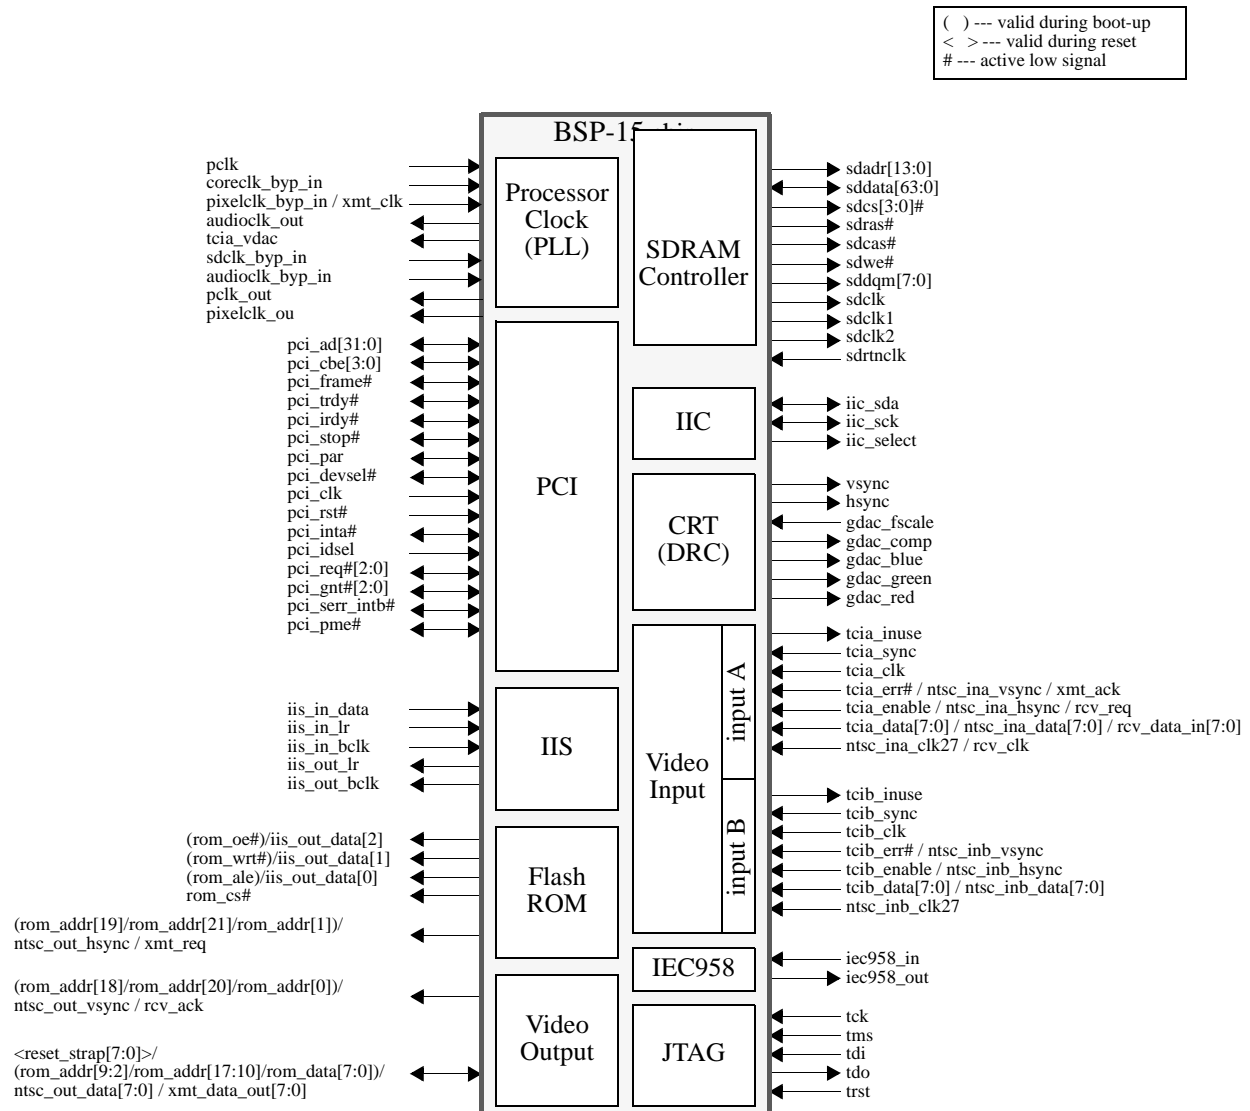 ( ) --- valid during boot-up
< > --- valid during reset
# --- active low signal
BSP-15
pclk
coreclk_byp_in
pixelclk_byp_in / xmt_clk
audioclk_out
tcia_vdac
sdclk_byp_in
audioclk_byp_in
pclk_out
pixelclk_ou
pci_ad[31:0]
pci_cbe[3:0]
pci_frame#
pci_trdy#
pci_irdy#
pci_stop#
pci_par
pci_devsel#
pci_clk
pci_rst#
pci_inta#
pci_idsel
pci_req#[2:0]
pci_gnt#[2:0]
pci_serr_intb#
pci_pme#
iis_in_data
iis_in_lr
iis_in_bclk
iis_out_lr
iis_out_bclk
(rom_oe#)/iis_out_data[2]
(rom_wrt#)/iis_out_data[1]
(rom_ale)/iis_out_data[0]
rom_cs#
(rom_addr[19]/rom_addr[21]/rom_addr[1])/
ntsc_out_hsync / xmt_req
(rom_addr[18]/rom_addr[20]/rom_addr[0])/
ntsc_out_vsync / rcv_ack
<reset_strap[7:0]>/
(rom_addr[9:2]/rom_addr[17:10]/rom_data[7:0])/
ntsc_out_data[7:0] / xmt_data_out[7:0]
Processor
Clock
(PLL)
PCI
IIS
Flash
ROM
Video
Output
SDRAM
Controller
IIC
CRT
(DRC)
Video
Input
input A
input B
IEC958
JTAG
sdadr[13:0]
sddata[63:0]
sdcs[3:0]#
sdras#
sdcas#
sdwe#
sddqm[7:0]
sdclk
sdclk1
sdclk2
sdrtnclk
iic_sda
iic_sck
iic_select
vsync
hsync
gdac_fscale
gdac_comp
gdac_blue
gdac_green
gdac_red
tcia_inuse
tcia_sync
tcia_clk
tcia_err# / ntsc_ina_vsync / xmt_ack
tcia_enable / ntsc_ina_hsync / rcv_req
tcia_data[7:0] / ntsc_ina_data[7:0] / rcv_data_in[7:0]
ntsc_ina_clk27 / rcv_clk
tcib_inuse
tcib_sync
tcib_clk
tcib_err# / ntsc_inb_vsync
tcib_enable / ntsc_inb_hsync
tcib_data[7:0] / ntsc_inb_data[7:0]
ntsc_inb_clk27
iec958_in
iec958_out
tck
tms
tdi
tdo
trst